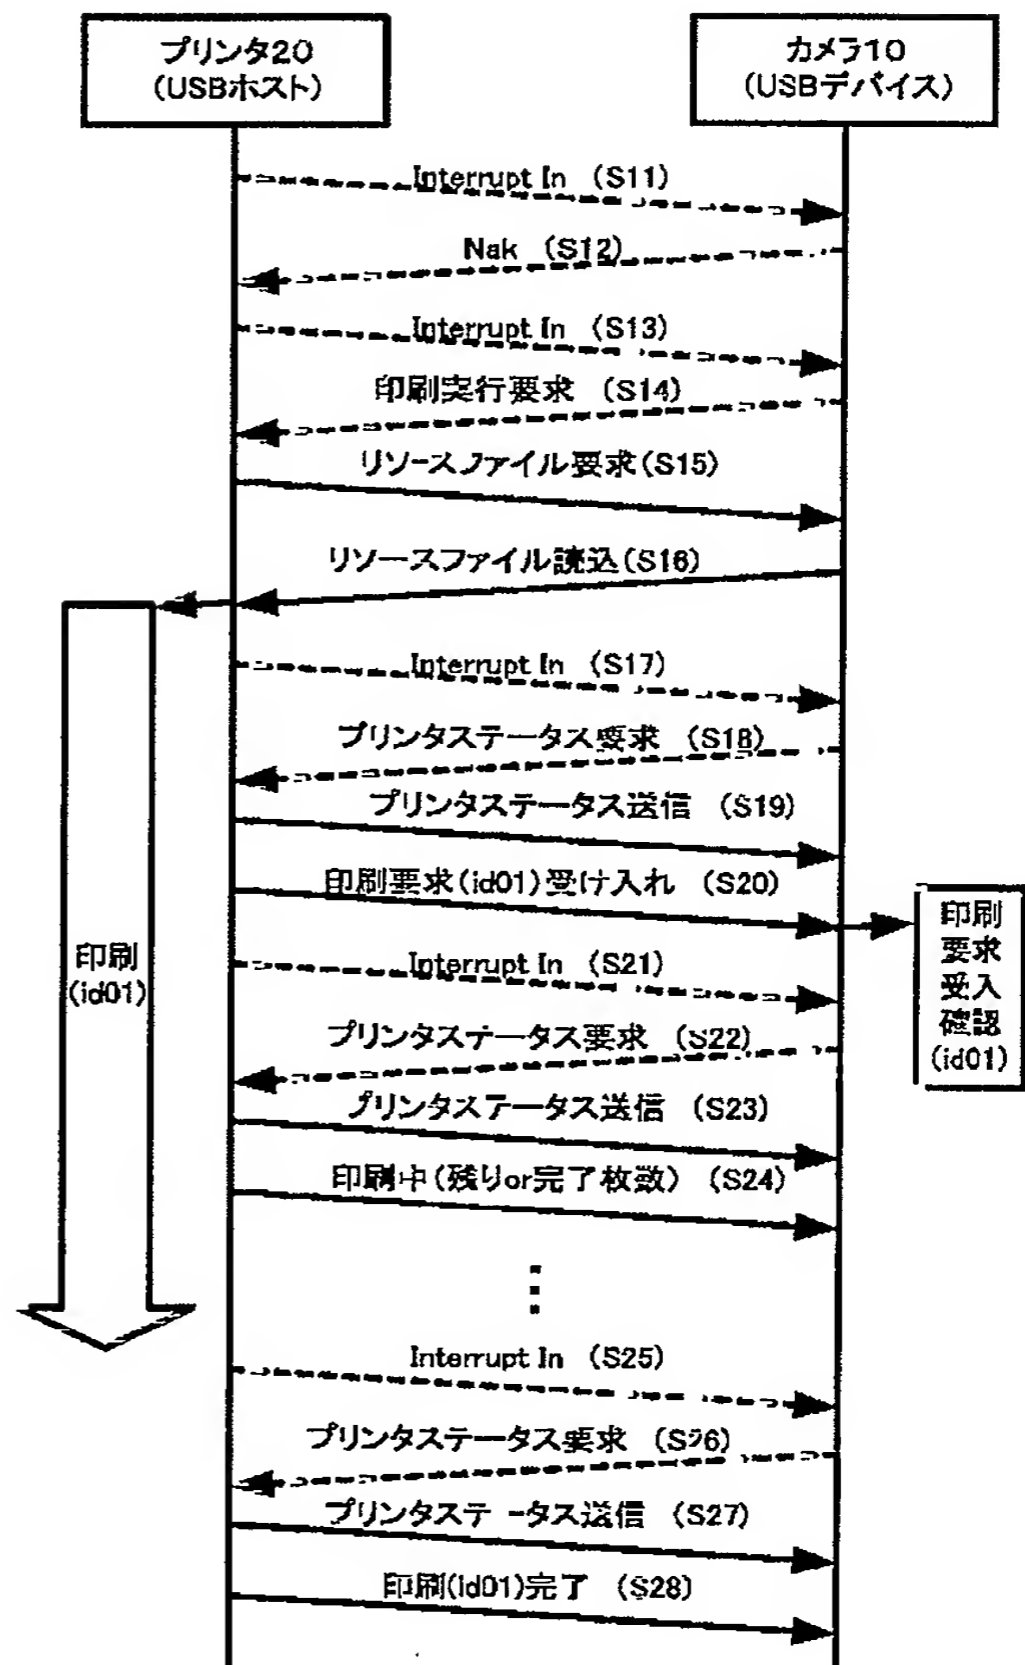 プリンタ20
(USBホスト)
カメラ10
(USBデバイス)
Interrupt In (S11)
Nak (S12)
Interrupt In (S13)
印刷実行要求 (S14)
リソースファイル要求(S15)
リソースファイル読込(S16)
Interrupt In (S17)
プリンタステータス要求 (S18)
プリンタステータス送信 (S19)
印刷要求(id01)受け入れ (S20)
印刷
要求
受入
確認
(id01)
印刷
(id01)
Interrupt In (S21)
プリンタステータス要求 (S22)
プリンタステータス送信 (S23)
印刷中(残りor完了枚数) (S24)
Interrupt In (S25)
プリンタステータス要求 (S26)
プリンタステータス送信 (S27)
印刷(id01)完了 (S28)